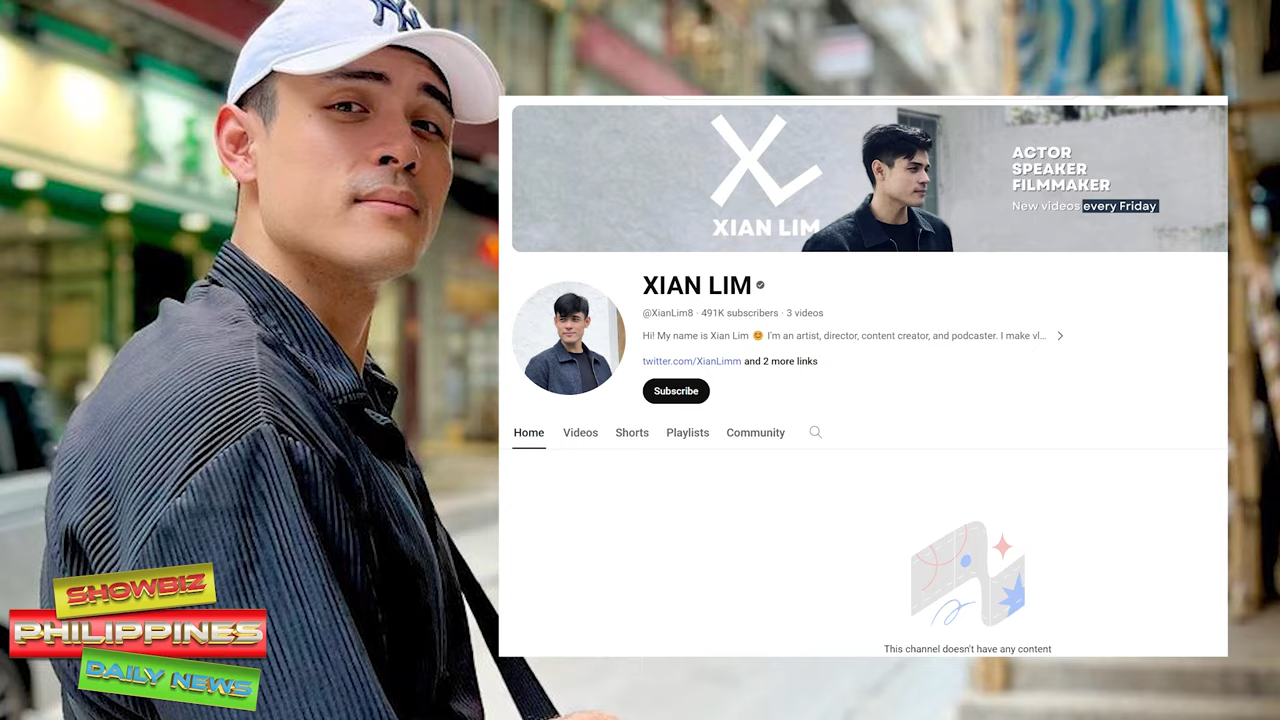 NY
XL
XIAN LIM
ACTOR
SPEAKER
FILMMAKER
New videos every Friday
XIAN LIM
@XianLim8 · 491K subscribers · 3 videos
Hi! My name is Xian Lim 😊 I'm an artist, director, content creator, and podcaster. I make vl...
twitter.com/XianLimm and 2 more links
Subscribe
Home Videos Shorts Playlists Community
This channel doesn't have any content
SHOWBIZ
PHILIPPINES
DAILY NEWS